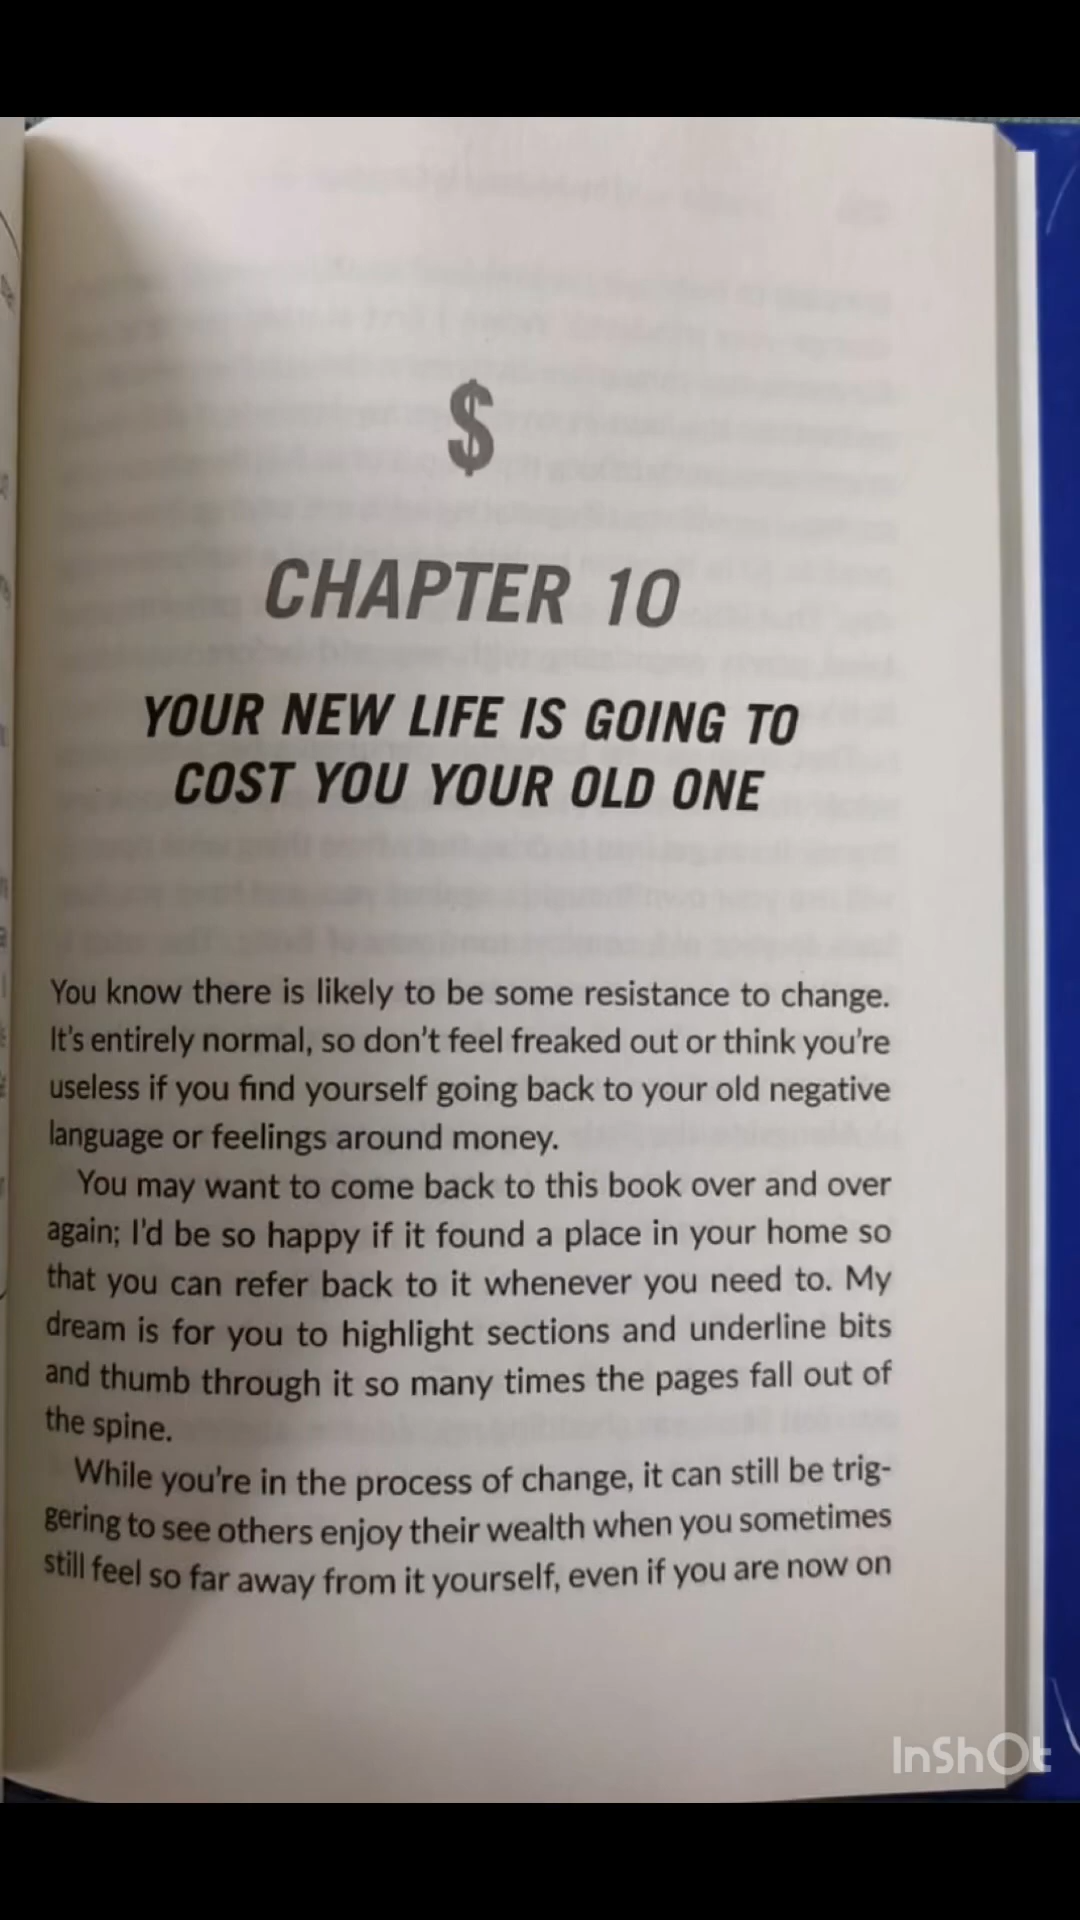 $
CHAPTER 10
YOUR NEW LIFE IS GOING TO
COST YOU YOUR OLD ONE
You know there is likely to be some resistance to change.
It's entirely normal, so don't feel freaked out or think you're
useless if you find yourself going back to your old negative
language or feelings around money.
You may want to come back to this book over and over
again; I'd be so happy if it found a place in your home so
that you can refer back to it whenever you need to. My
dream is for you to highlight sections and underline bits
and thumb through it so many times the pages fall out of
the spine.
While you're in the process of change, it can still be trig-
gering to see others enjoy their wealth when you sometimes
still feel so far away from it yourself, even if you are now on
InShOt